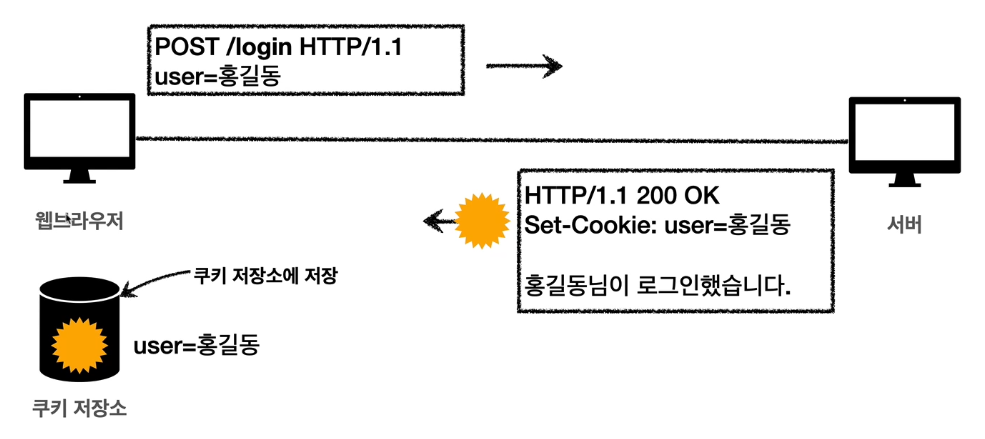 POST /login HTTP/1.1
user=홍길동
HTTP/1.1 200 OK
Set-Cookie: user=홍길동
홍길동님이 로그인했습니다.
웹브라우저
서버
쿠키 저장소에 저장
user=홍길동
쿠키 저장소